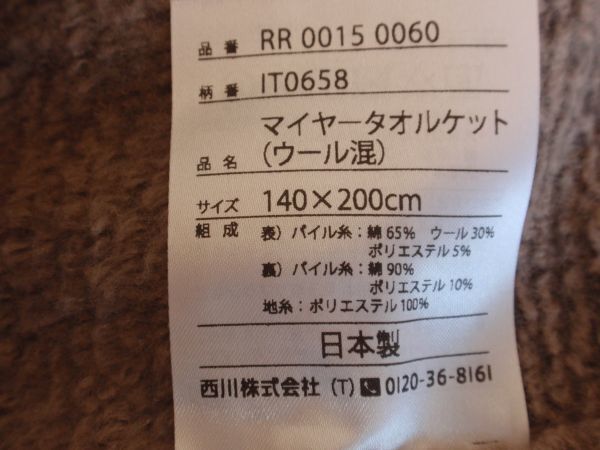 品番 RR 0015 0060
柄番 IT0658
マイヤータオルケット
品名 (ウール混)
サイズ 140×200cm
組成 表) パイル糸：綿 65% ウール 30%
ポリエステル 5%
裏) パイル糸：綿 90%
ポリエステル 10%
地糸：ポリエステル 100%
日本製
西川株式会社 (T) 0120-36-8161